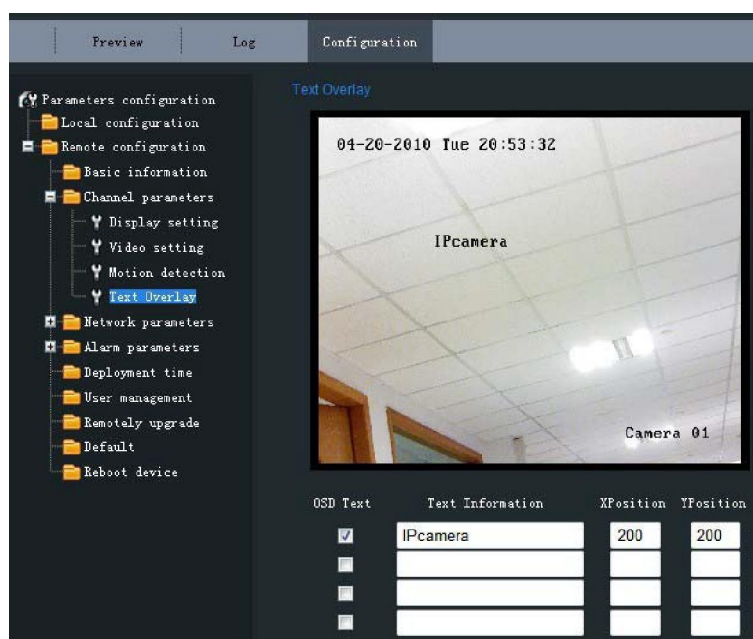 Preview Log Configuration
Parameters configuration
Local configuration
Remote configuration
Basic information
Channel parameters
Display setting
Video setting
Motion detection
Text Overlay
Network parameters
Alarm parameters
Deployment time
User management
Remotely upgrade
Default
Reboot device
Text Overlay
04-20-2010 Tue 20:53:32
IPcamera
Camera 01
OSD Text Text Information XPosition YPosition
IPcamera 200 200